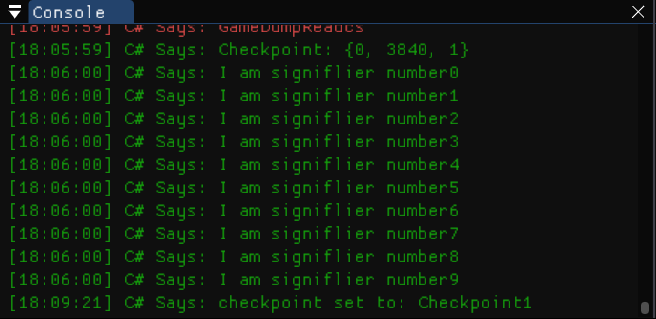 Console
[18:05:59] C# Says: GameDumpReadcs
[18:05:59] C# Says: Checkpoint: {0, 3840, 1}
[18:06:00] C# Says: I am signiflier number0
[18:06:00] C# Says: I am signiflier number1
[18:06:00] C# Says: I am signiflier number2
[18:06:00] C# Says: I am signiflier number3
[18:06:00] C# Says: I am signiflier number4
[18:06:00] C# Says: I am signiflier number5
[18:06:00] C# Says: I am signiflier number6
[18:06:00] C# Says: I am signiflier number7
[18:06:00] C# Says: I am signiflier number8
[18:06:00] C# Says: I am signiflier number9
[18:09:21] C# Says: checkpoint set to: Checkpoint1